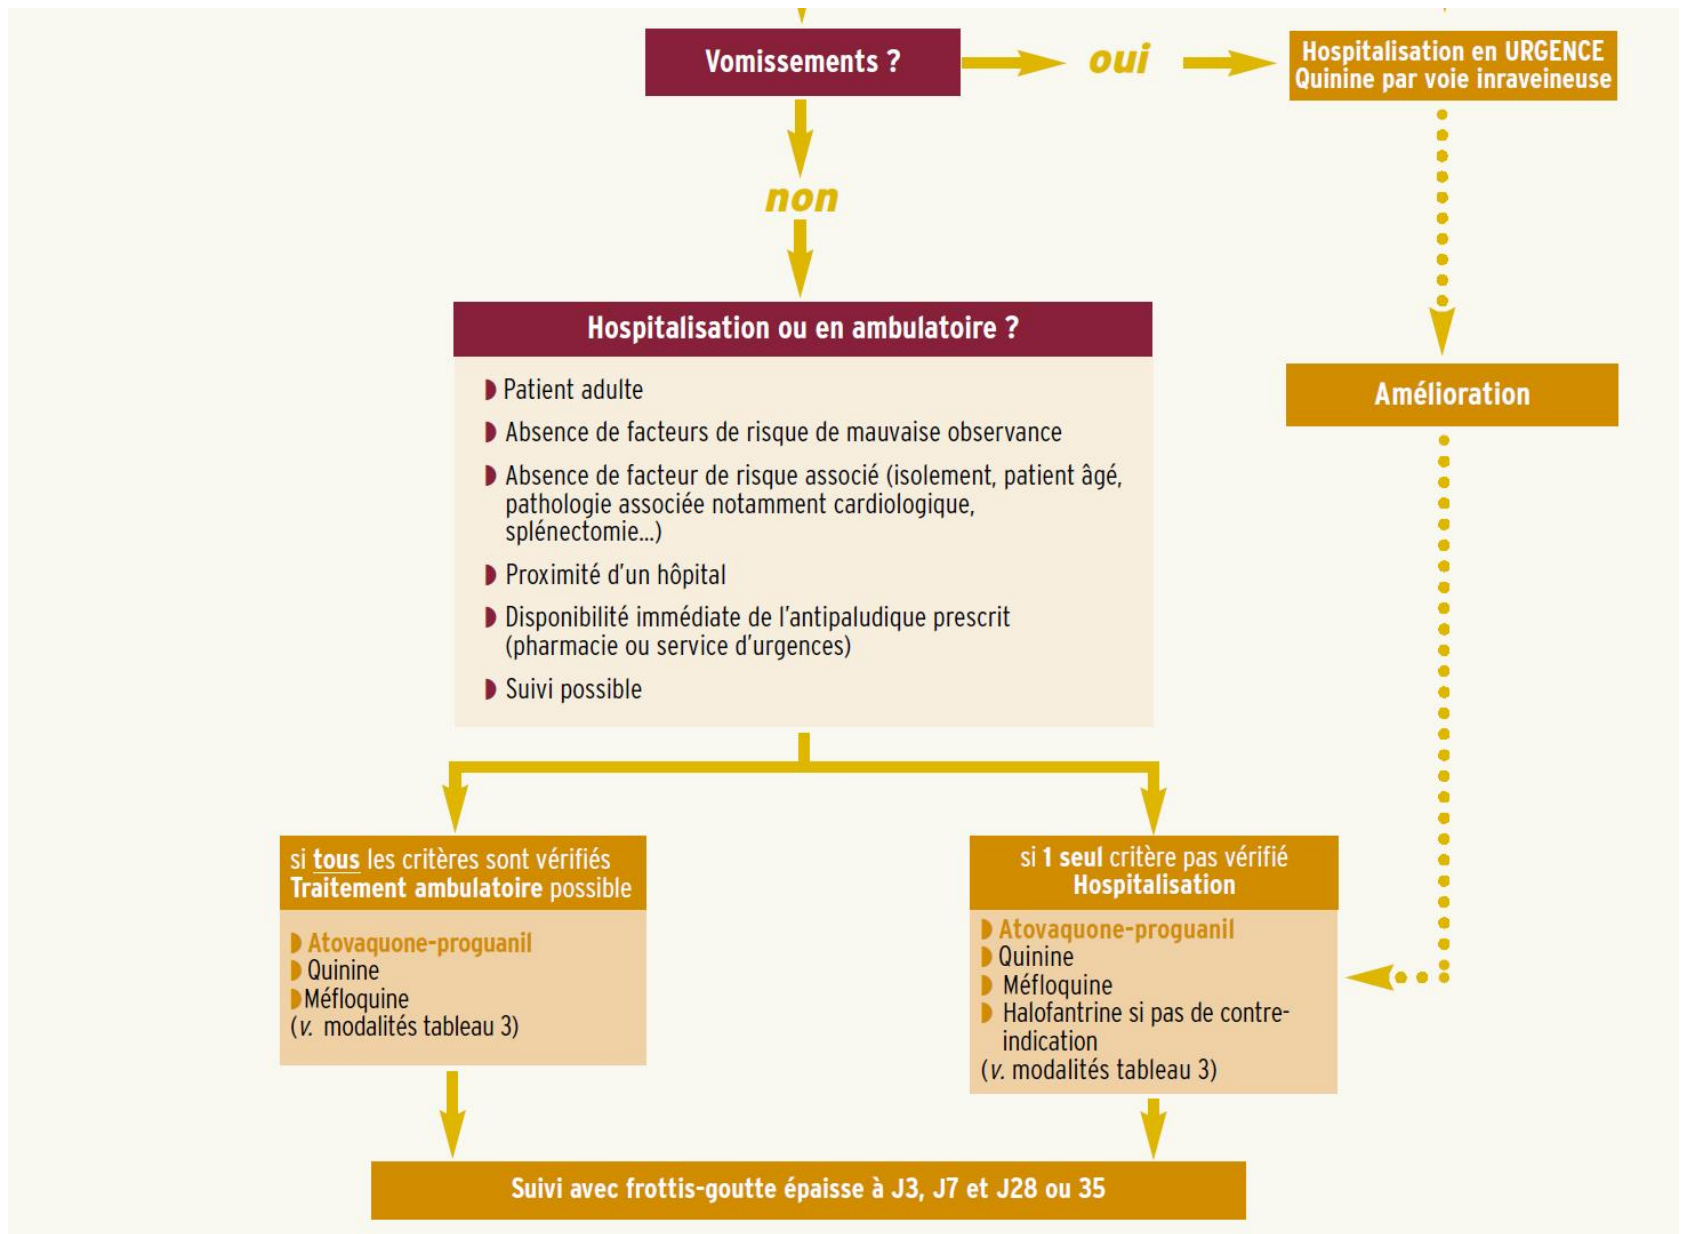 Vomissements ?
oui
Hospitalisation en URGENCE
Quinine par voie inraveineuse
non
Hospitalisation ou en ambulatoire ?
Patient adulte
Absence de facteurs de risque de mauvaise observance
Absence de facteur de risque associé (isolement, patient âgé,
pathologie associée notamment cardiologique,
splénectomie...)
Proximité d'un hôpital
Disponibilité immédiate de l'antipaludique prescrit
(pharmacie ou service d'urgences)
Suivi possible
Amélioration
si tous les critères sont vérifiés
Traitement ambulatoire possible
Atovaquone-proguanil
Quinine
Méfloquine
(v. modalités tableau 3)
si 1 seul critère pas vérifié
Hospitalisation
Atovaquone-proguanil
Quinine
Méfloquine
Halofantrine si pas de contre-
indication
(v. modalités tableau 3)
Suivi avec frottis-goutte épaisse à J3, J7 et J28 ou 35